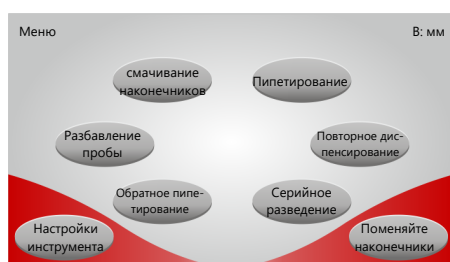 Меню
В: мм
смачивание
наконечников
Пипетирование
Разбавление
пробы
Повторное дис-
пенсирование
Обратное пипе-
тирование
Серийное
разведение
Настройки
инструмента
Поменяйте
наконечники